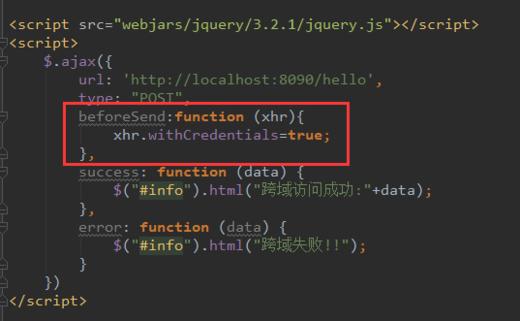 <script src="webjars/jquery/3.2.1/jquery.js"></script>
<script>
$.ajax({
url: 'http://localhost:8090/hello',
type: "POST",
beforeSend:function (xhr){
xhr.withCredentials=true;
},
success: function (data) {
$("#info").html("跨域访问成功:"+data);
},
error: function (data) {
$("#info").html("跨域失败!!");
}
})
</script>